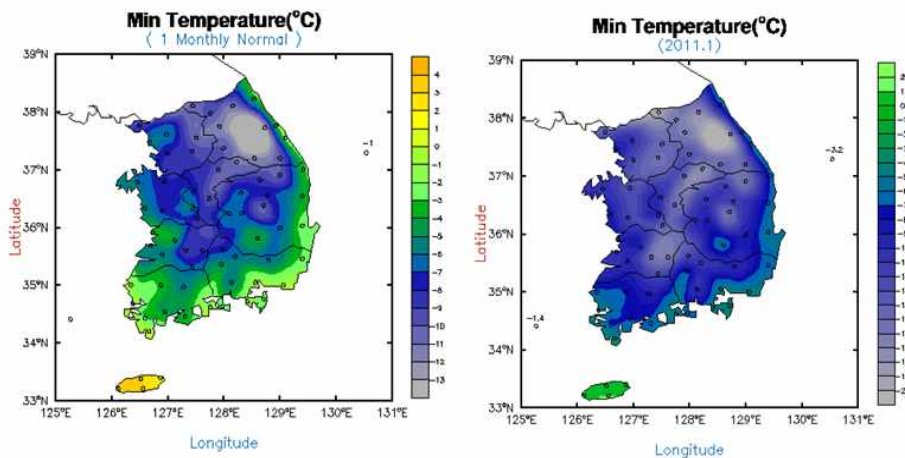 Min Temperature(°C)
( 1 Monthly Normal )
39°N
38°N
37°N
36°N
35°N
34°N
33°N
125°E
126°E
127°E
128°E
129°E
130°E
131°E
Latitude
Longitude
-1
4
3
2
1
0
-1
-2
-3
-4
-5
-6
-7
-8
-9
-10
-11
-12
-13
Min Temperature(°C)
(2011.1)
39°N
38°N
37°N
36°N
35°N
34°N
33°N
125°E
126°E
127°E
128°E
129°E
130°E
131°E
Latitude
Longitude
-2.2
-1.4